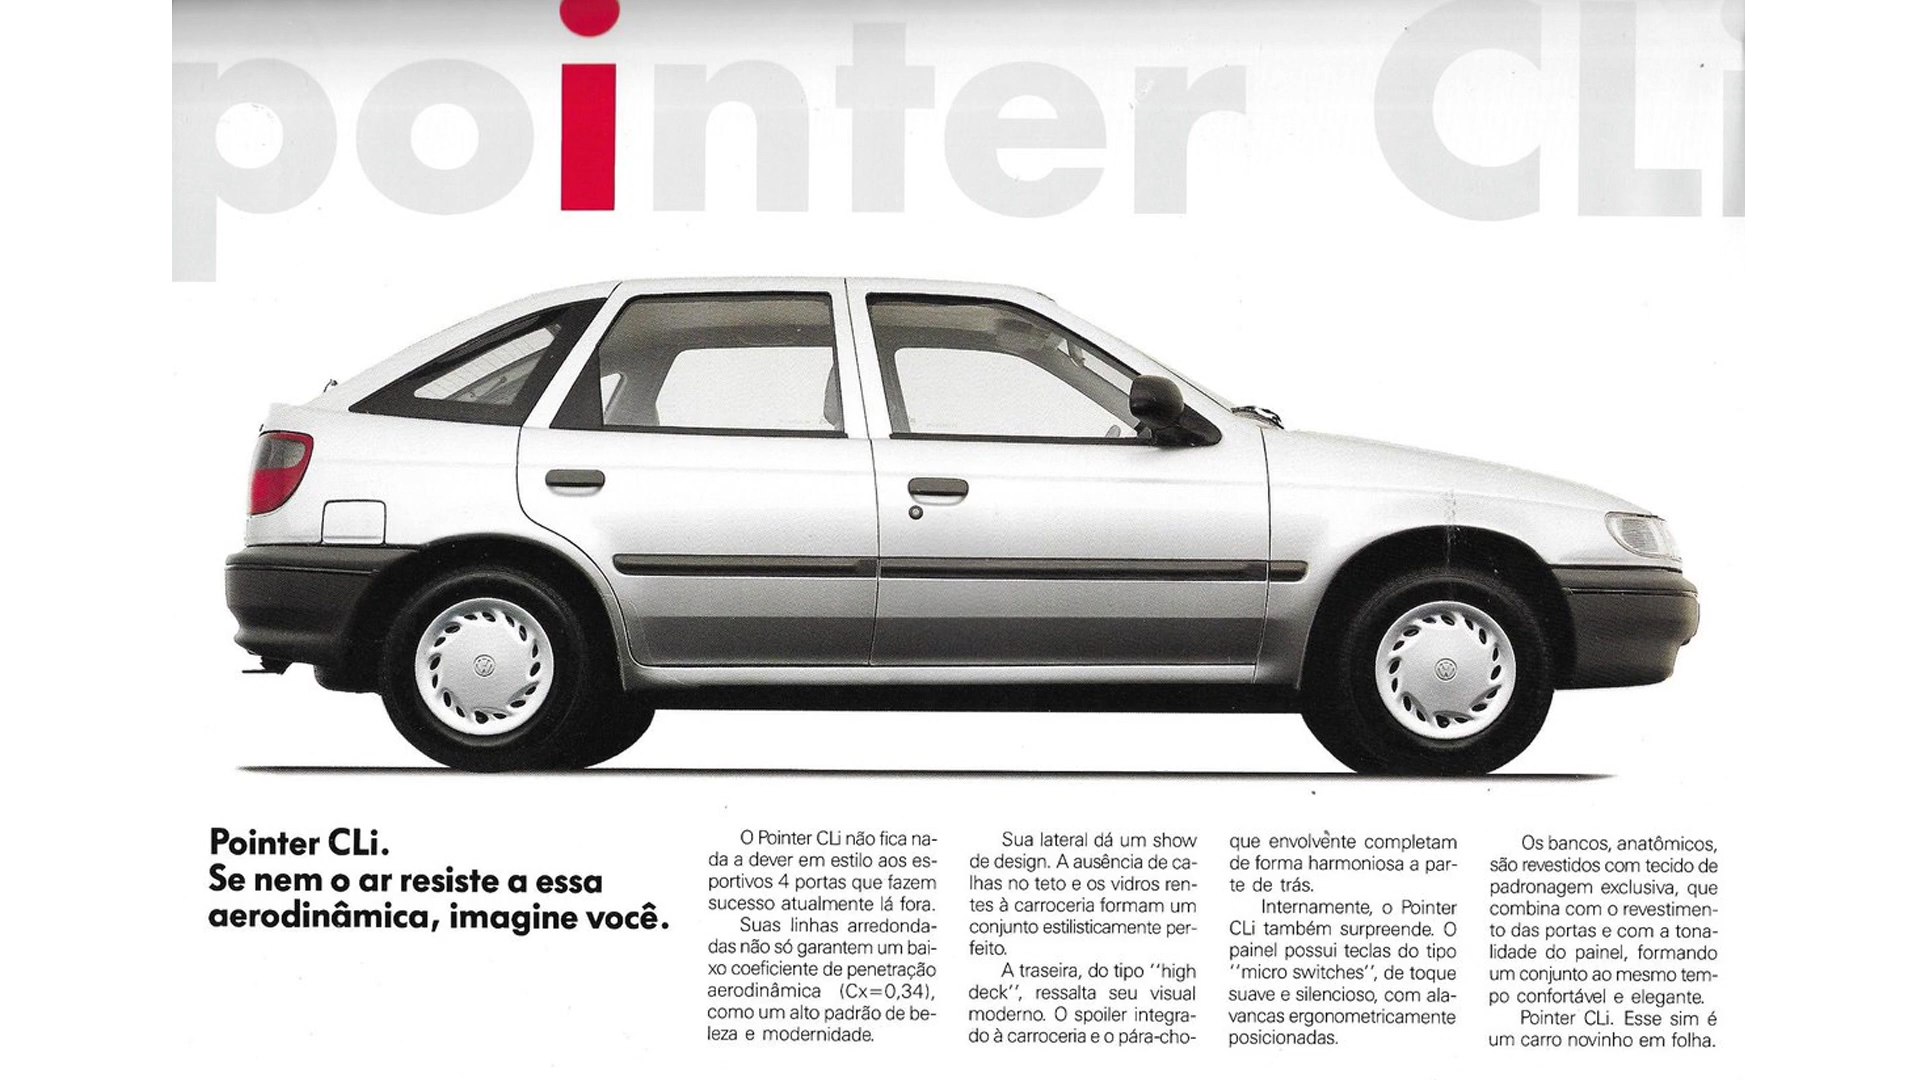 pointer CLi
Pointer CLi.
Se nem o ar resiste a essa
aerodinâmica, imagine você.
O Pointer CLi não fica na-
da a dever em estilo aos es-
portivos 4 portas que fazem
sucesso atualmente lá fora.
Suas linhas arredonda-
das não só garantem um bai-
xo coeficiente de penetração
aerodinâmica (Cx=0,34),
como um alto padrão de be-
leza e modernidade.
Sua lateral dá um show
de design. A ausência de ca-
lhas no teto e os vidros ren-
tes à carroceria formam um
conjunto estilisticamente per-
feito.
A traseira, do tipo ''high
deck'', ressalta seu visual
moderno. O spoiler integra-
do à carroceria e o pára-cho-
que envolvente completam
de forma harmoniosa a par-
te de trás.
Internamente, o Pointer
CLi também surpreende. O
painel possui teclas do tipo
''micro switches'', de toque
suave e silencioso, com ala-
vancas ergonometricamente
posicionadas.
Os bancos, anatômicos,
são revestidos com tecido de
padronagem exclusiva, que
combina com o revestimen-
to das portas e com a tona-
lidade do painel, formando
um conjunto ao mesmo tem-
po confortável e elegante.
Pointer CLi. Esse sim é
um carro novinho em folha.